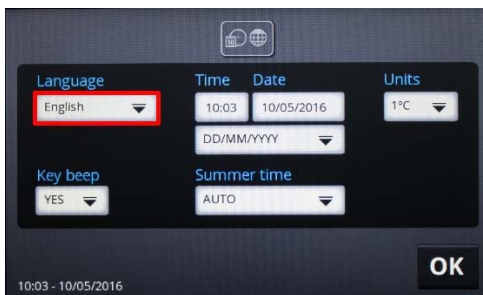 Language Time Date Units
English 10:03 10/05/2016 1°C
DD/MM/YYYY
Key beep Summer time
YES AUTO
OK
10:03 - 10/05/2016